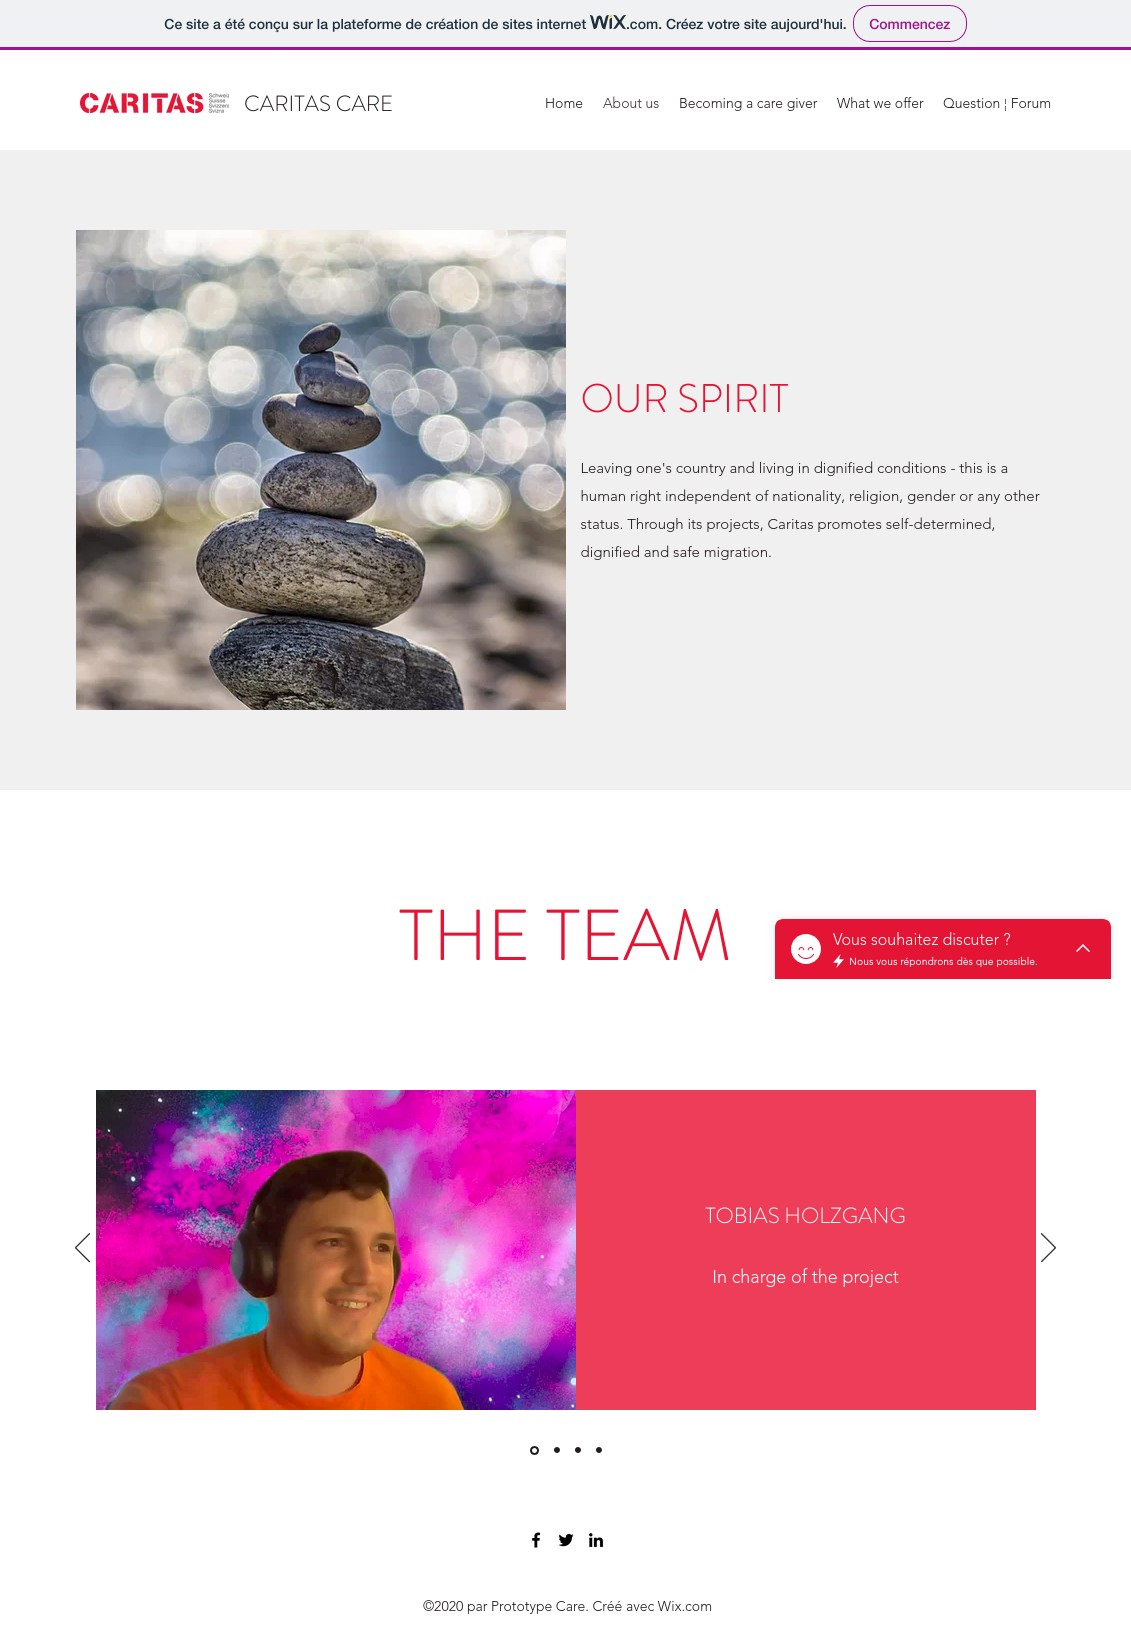 Ce site a été conçu sur la plateforme de création de sites internet WiX.com. Créez votre site aujourd'hui. Commencez
CARITAS Schweiz
Suisse
Svizzera
Svizra
CARITAS CARE
Home About us Becoming a care giver What we offer Question ¦ Forum
OUR SPIRIT
Leaving one's country and living in dignified conditions - this is a
human right independent of nationality, religion, gender or any other
status. Through its projects, Caritas promotes self-determined,
dignified and safe migration.
THE TEAM
Vous souhaitez discuter ?
Nous vous répondrons dès que possible.
TOBIAS HOLZGANG
In charge of the project
©2020 par Prototype Care. Créé avec Wix.com